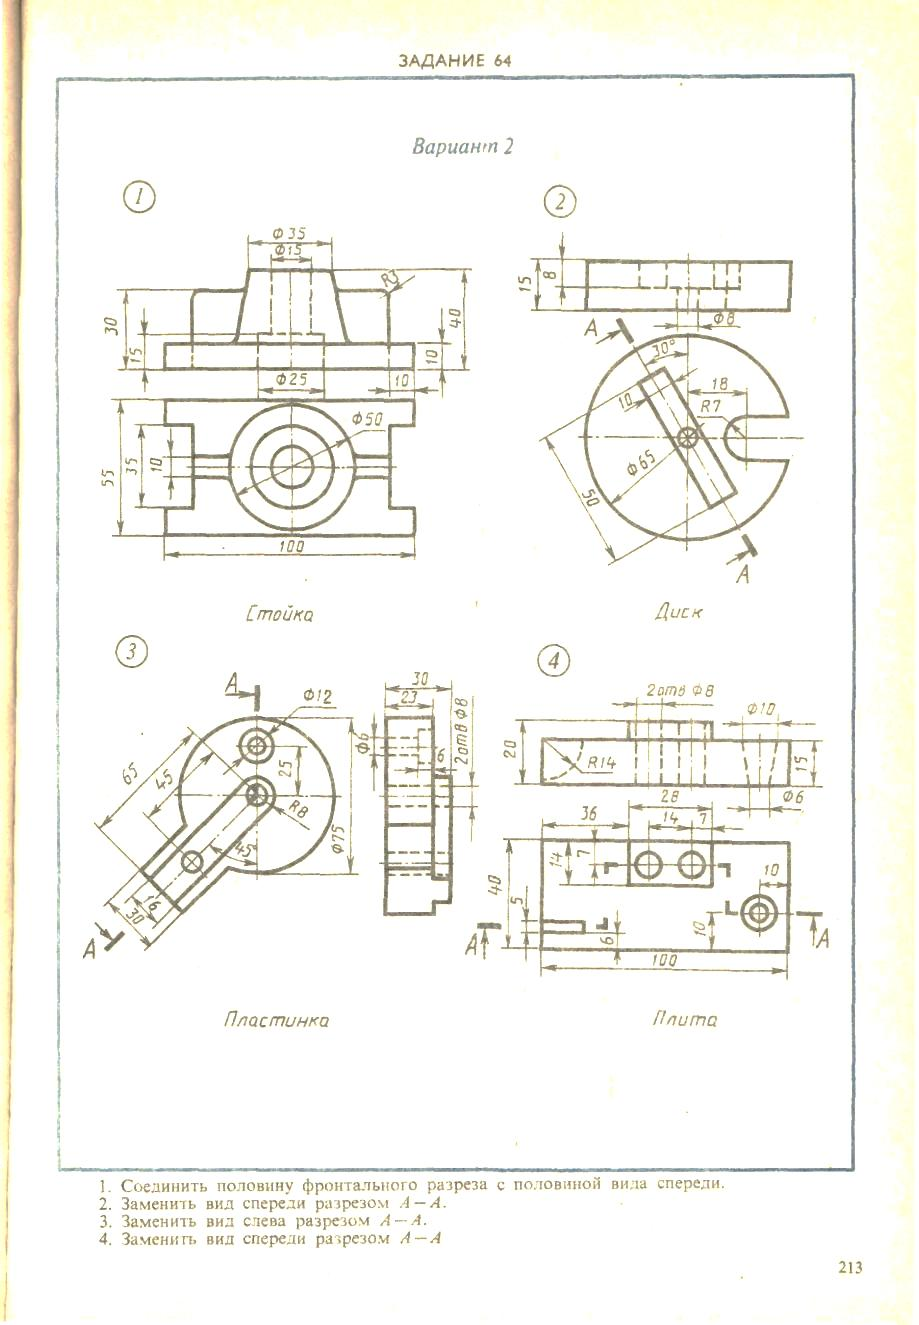 ЗАДАНИЕ 64
Вариант 2
1
2
Ф35
Ф15
R3
30
15
40
10
Ф25
10
Ф50
55
35
10
100
Стойка
15
8
Ф8
А
30°
18
10
R7
Ф65
50
А
Диск
3
4
А
Ф12
65
45
25
R8
Ф75
45°
16
30
А
30
23
Ф6
6
2отв Ф8
Пластинка
2отв Ф8
Ф10
20
R14
15
Ф6
28
36
14
7
14
7
10
40
5
А
6
10
А
100
Плита
1. Соединить половину фронтального разреза с половиной вида спереди.
2. Заменить вид спереди разрезом А—А.
3. Заменить вид слева разрезом А—А.
4. Заменить вид спереди разрезом А—А
213